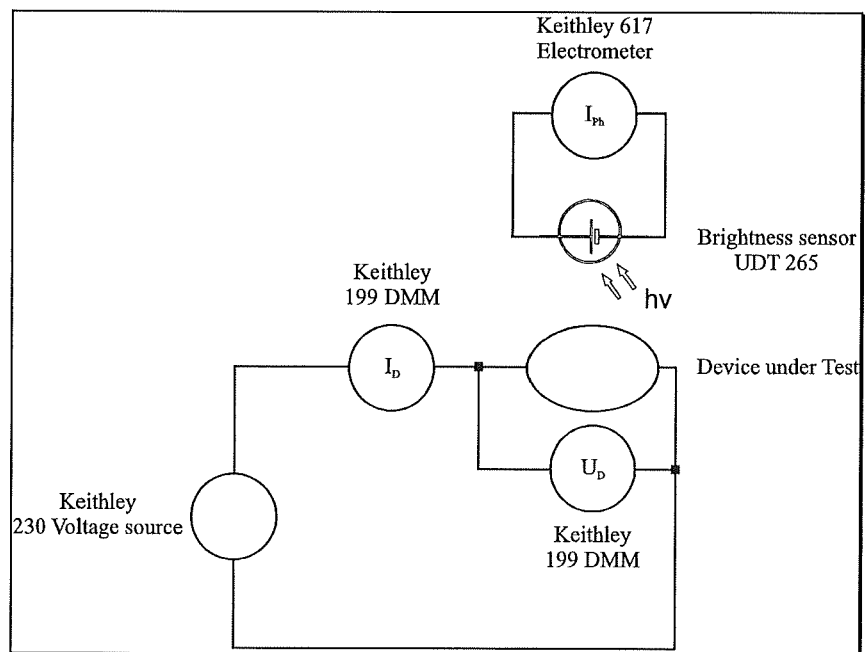 Keithley 617
Electrometer
I_Ph
Brightness sensor
UDT 265
hν
Keithley
199 DMM
I_D
Device under Test
U_D
Keithley
230 Voltage source
Keithley
199 DMM